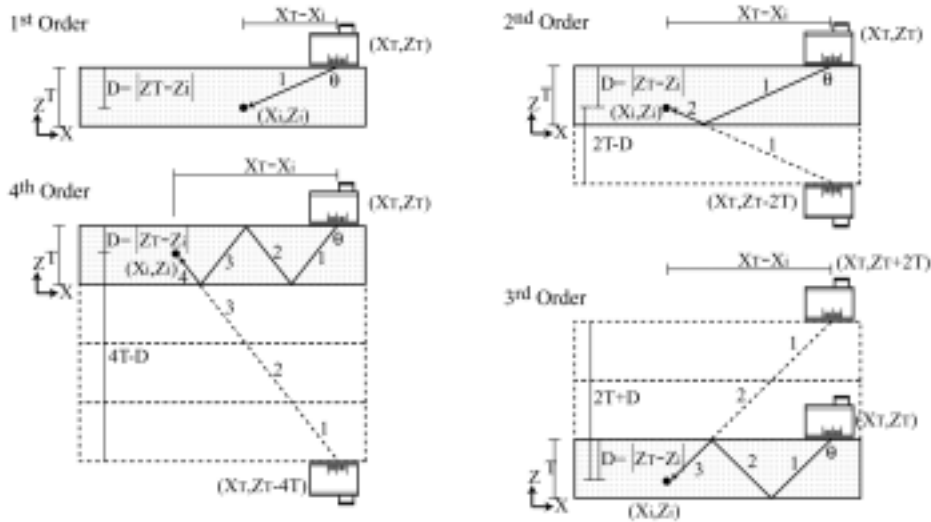 1st Order
XT-Xi
(XT,ZT)
1
θ
T
D= |ZT-Zi|
(Xi,Zi)
Z
X
2nd Order
XT-Xi
(XT,ZT)
1
θ
T
D= |ZT-Zi|
(Xi,Zi)
2
Z
X
2T-D
1
(XT,ZT-2T)
4th Order
XT-Xi
(XT,ZT)
θ
T
D= |ZT-Zi|
(Xi,Zi)
4
3
2
1
Z
X
3
4T-D
2
1
(XT,ZT-4T)
3rd Order
XT-Xi
(XT,ZT+2T)
1
2
2T+D
(XT,ZT)
θ
T
D= |ZT-Zi|
3
2
1
Z
X
(Xi,Zi)